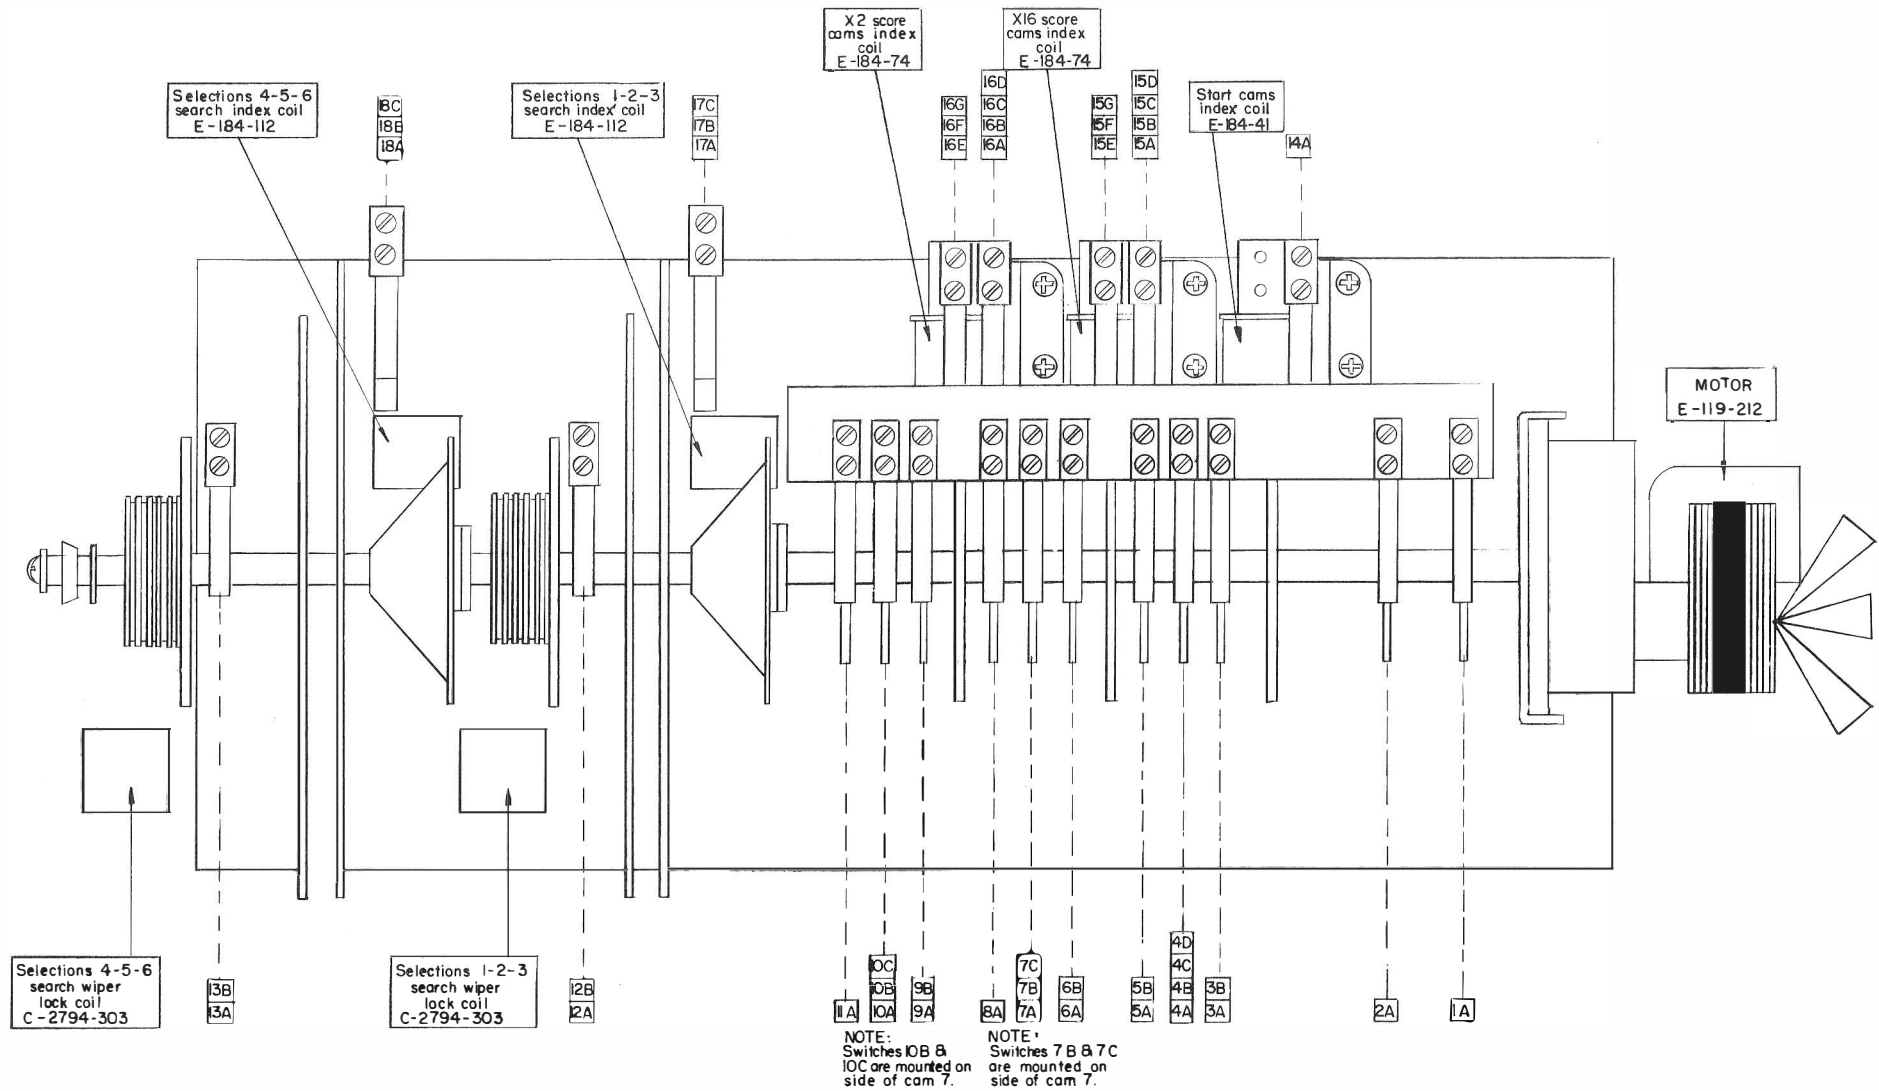 X2 score
cams index
coil
E-184-74
X16 score
cams index
coil
E-184-74
Selections 4-5-6
search index coil
E-184-112
18C
18B
18A
Selections 1-2-3
search index coil
E-184-112
17C
17B
17A
16G
16F
16E
16D
16C
16B
16A
15G
15F
15E
15D
15C
15B
15A
Start cams
index coil
E-184-41
14A
MOTOR
E-119-212
Selections 4-5-6
search wiper
lock coil
C-2794-303
13B
13A
Selections 1-2-3
search wiper
lock coil
C-2794-303
12B
12A
11A
10C
10B
10A
9B
9A
8A
7C
7B
7A
6B
6A
5B
5A
4D
4C
4B
4A
3B
3A
2A
1A
NOTE:
Switches 10B &
10C are mounted on
side of cam 7.
NOTE:
Switches 7B & 7C
are mounted on
side of cam 7.